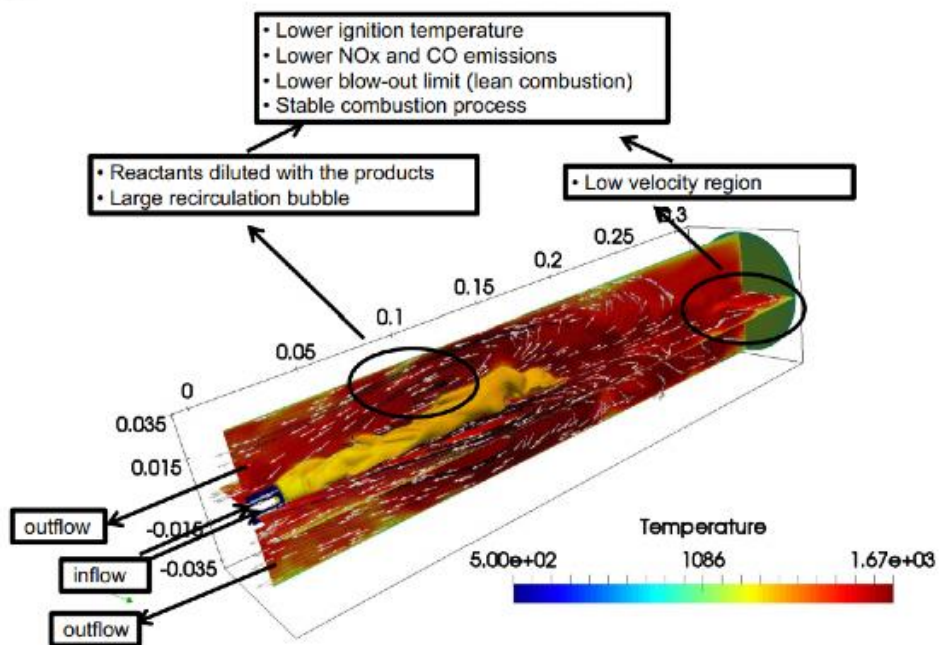 • Lower ignition temperature
• Lower NOx and CO emissions
• Lower blow-out limit (lean combustion)
• Stable combustion process
• Reactants diluted with the products
• Large recirculation bubble
• Low velocity region
0.3
0.25
0.2
0.15
0.1
0.05
0
0.035
0.015
-0.015
-0.035
outflow
inflow
outflow
Temperature
5.00e+02 1086 1.67e+03